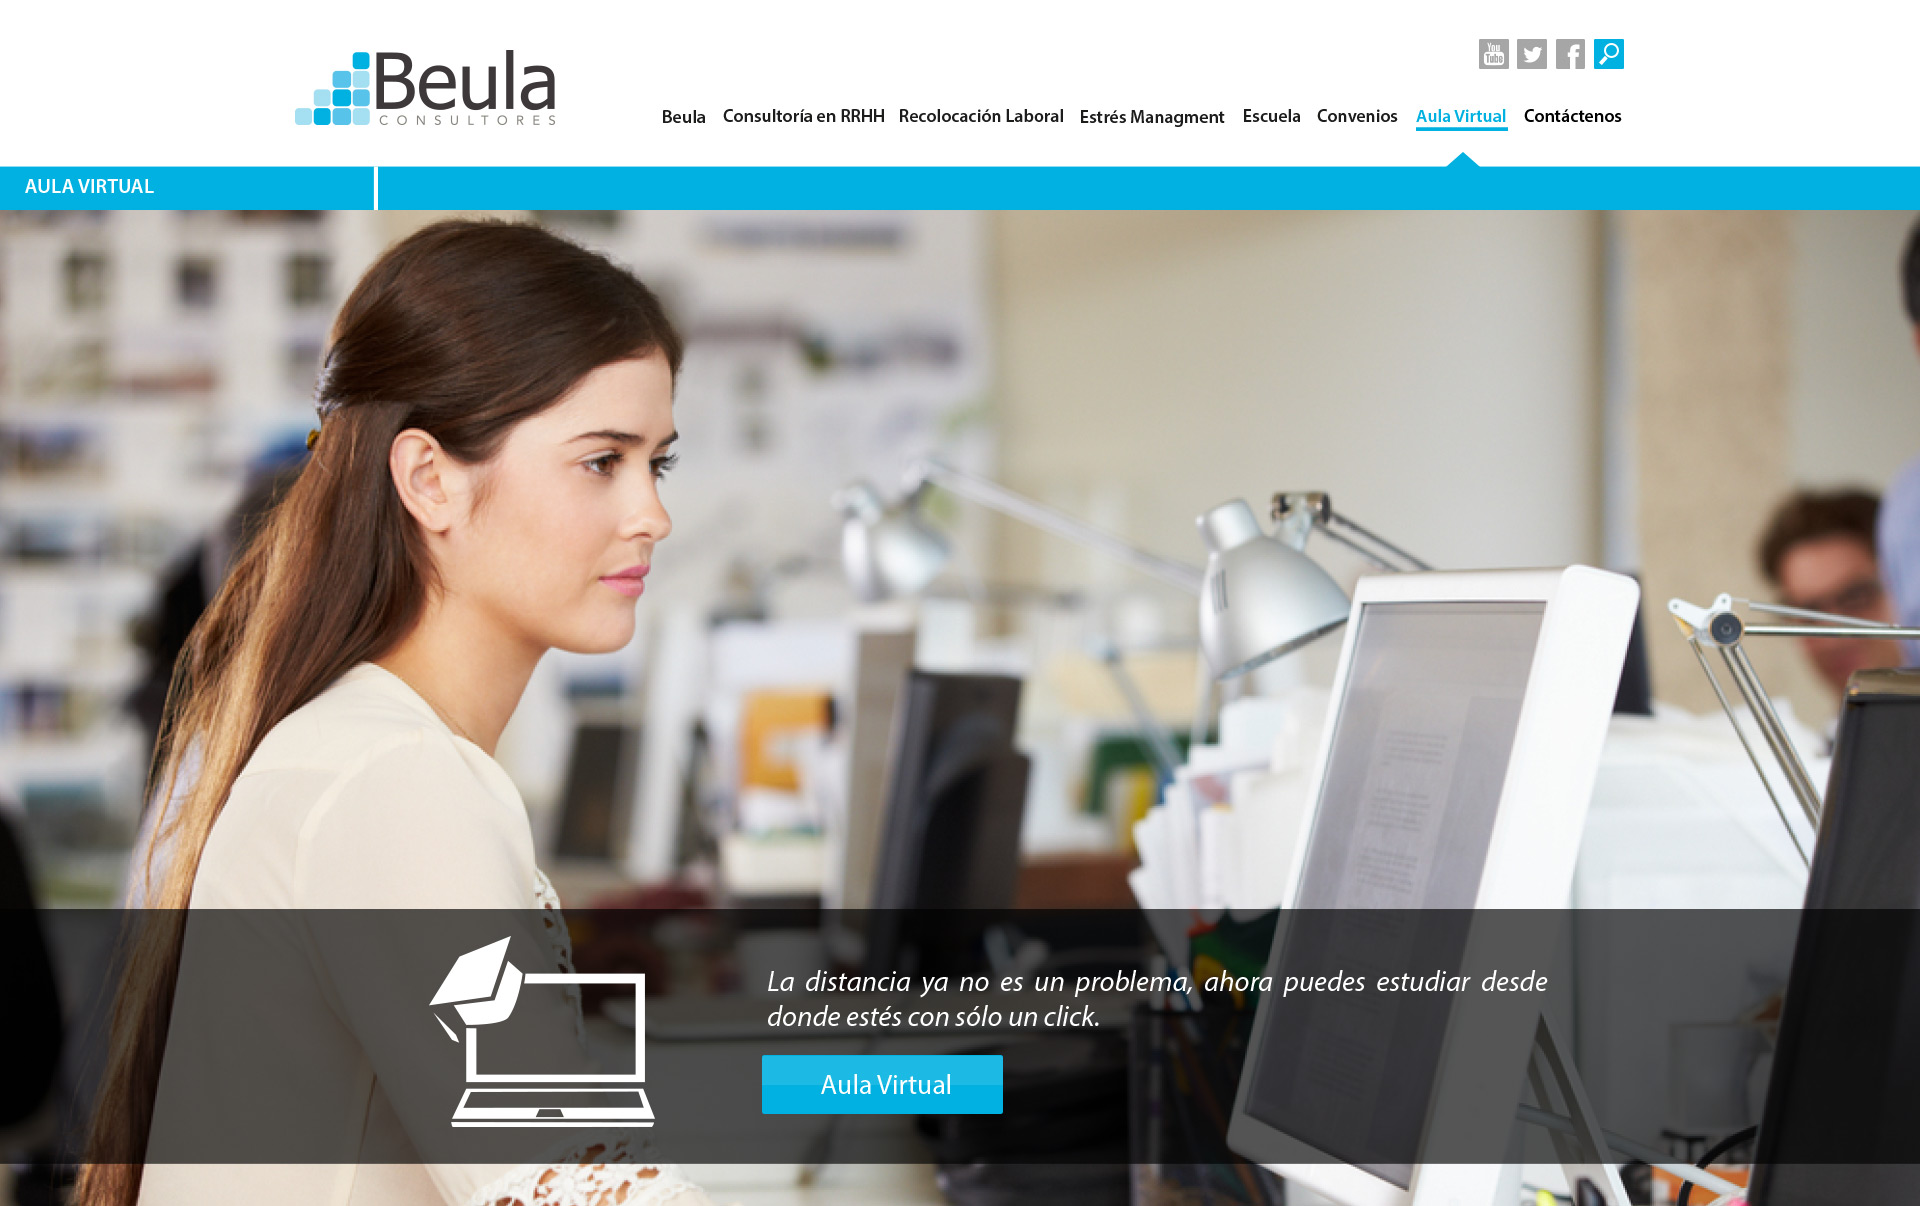 Beula
CONSULTORES
You
Tube
Beula Consultoría en RRHH Recolocación Laboral Estrés Managment Escuela Convenios Aula Virtual Contáctenos
AULA VIRTUAL
La distancia ya no es un problema, ahora puedes estudiar desde
donde estés con sólo un click.
Aula Virtual